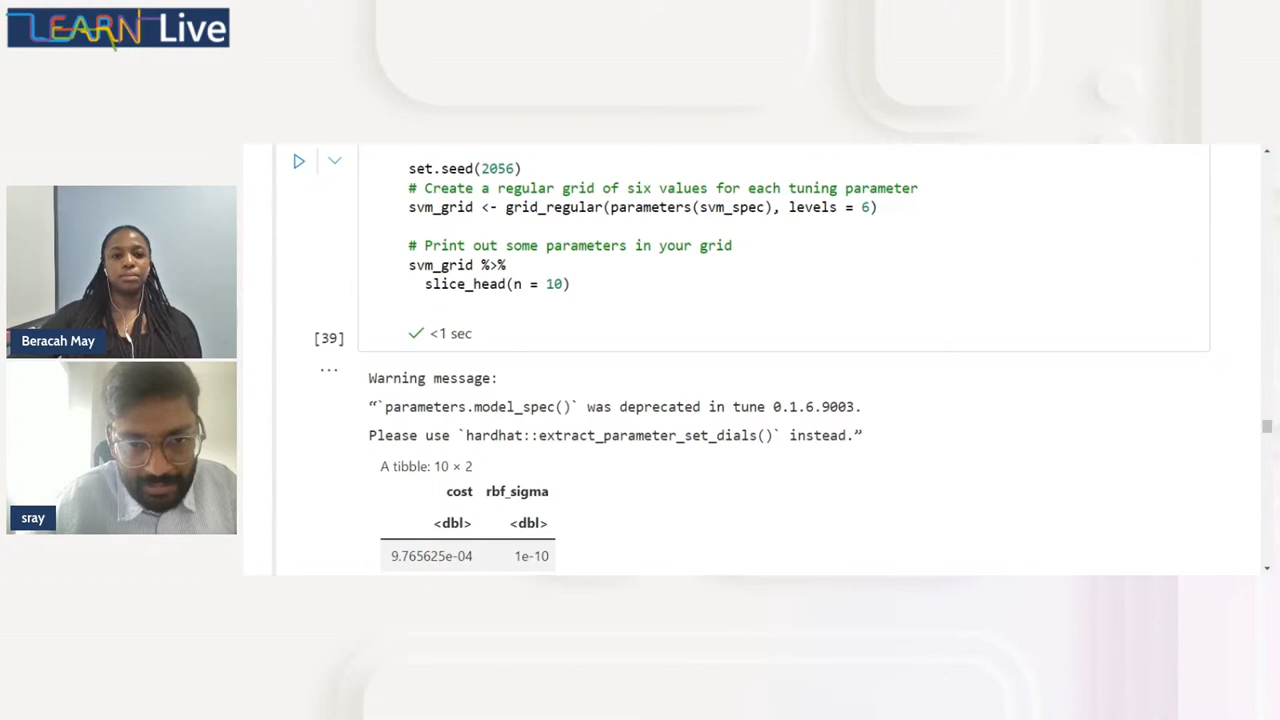 LEARN Live
set.seed(2056)
# Create a regular grid of six values for each tuning parameter
svm_grid <- grid_regular(parameters(svm_spec), levels = 6)
# Print out some parameters in your grid
svm_grid %>%
slice_head(n = 10)
<1 sec
[39]
...
Warning message:
“`parameters.model_spec()` was deprecated in tune 0.1.6.9003.
Please use `hardhat::extract_parameter_set_dials()` instead.”
A tibble: 10 × 2
cost rbf_sigma
<dbl> <dbl>
9.765625e-04 1e-10
Beracah May
sray